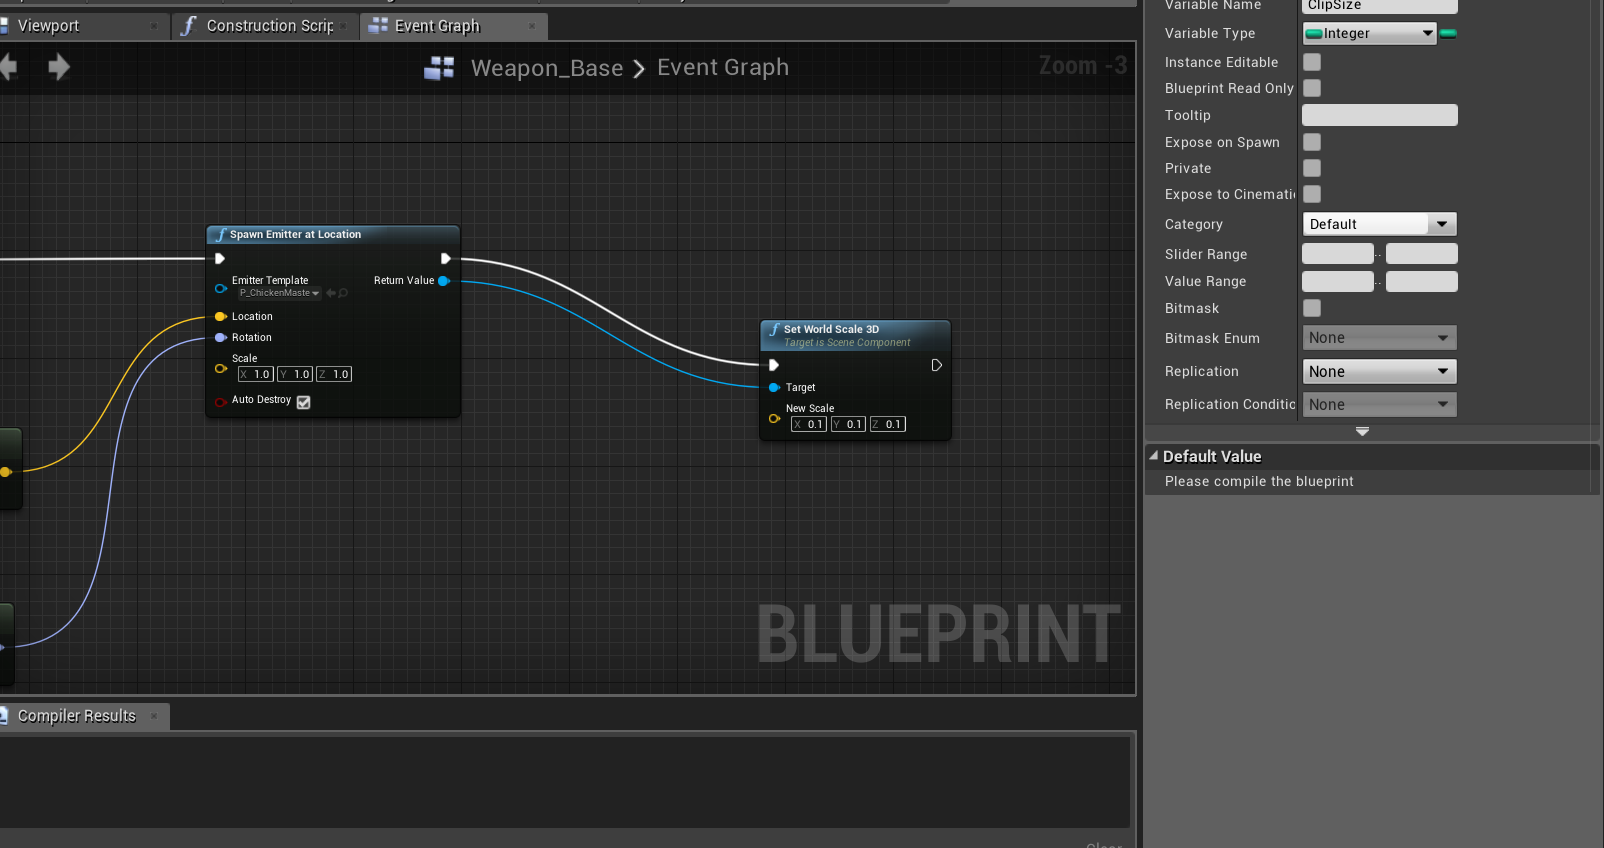 Viewport
Construction Scrip
Event Graph
Weapon_Base > Event Graph
Zoom -3
Spawn Emitter at Location
Emitter Template
P_ChickenMaste
Return Value
Location
Rotation
Scale
X 1.0 Y 1.0 Z 1.0
Auto Destroy
Set World Scale 3D
Target is Scene Component
Target
New Scale
X 0.1 Y 0.1 Z 0.1
BLUEPRINT
Compiler Results
Clear
Variable Name ClipSize
Variable Type Integer
Instance Editable
Blueprint Read Only
Tooltip
Expose on Spawn
Private
Expose to Cinemati
Category Default
Slider Range ..
Value Range ..
Bitmask
Bitmask Enum None
Replication None
Replication Conditic None
Default Value
Please compile the blueprint